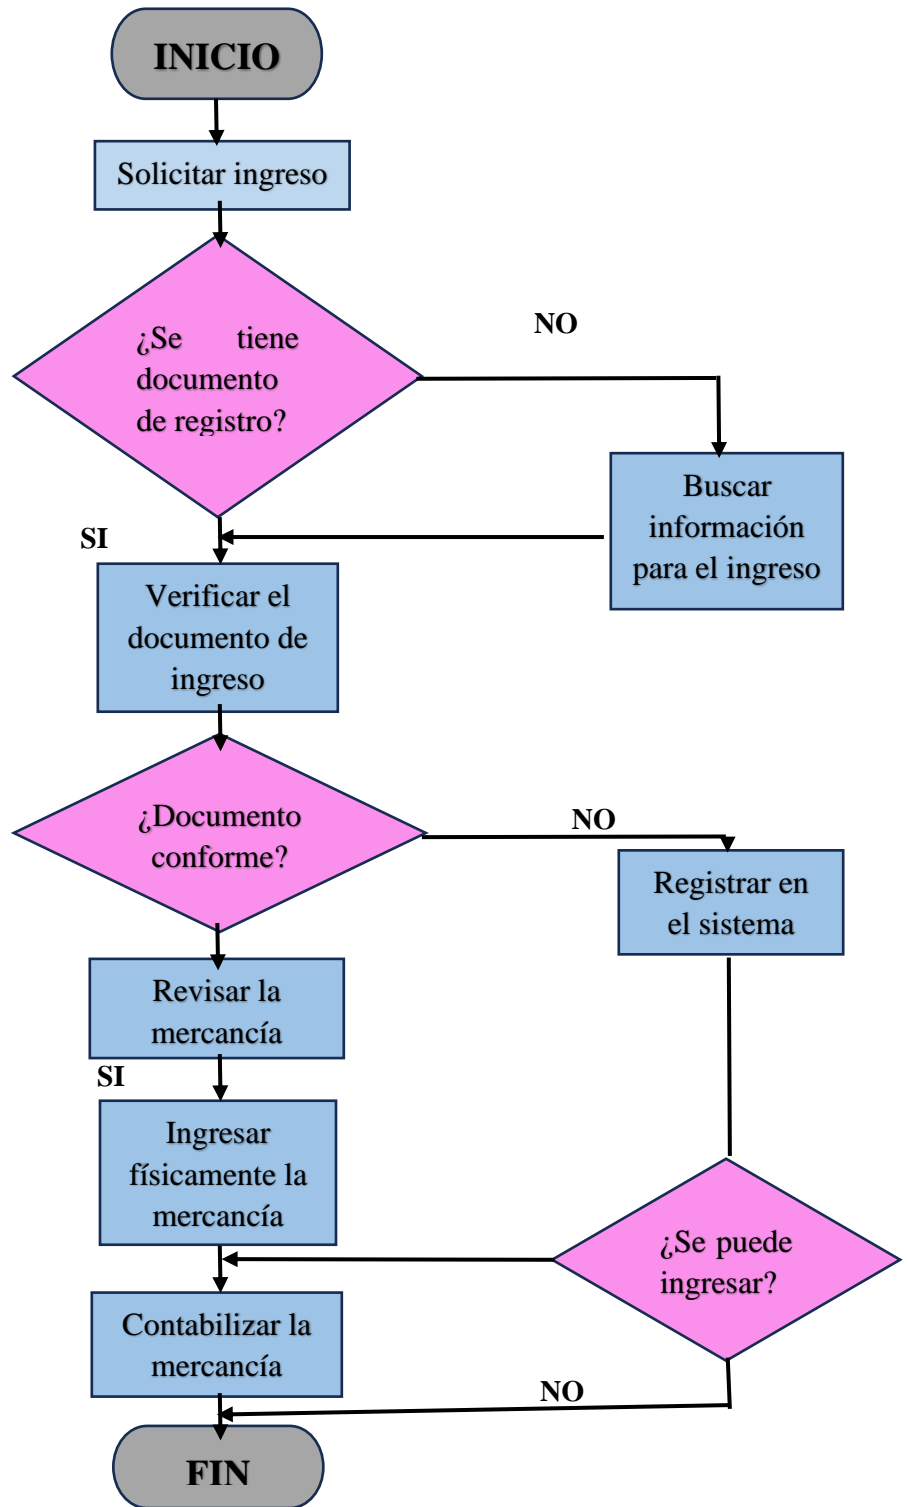 INICIO
Solicitar ingreso
¿Se tiene
documento
de registro?
NO
Buscar
información
para el ingreso
SI
Verificar el
documento de
ingreso
¿Documento
conforme?
NO
Registrar en
el sistema
Revisar la
mercancía
SI
Ingresar
físicamente la
mercancía
¿Se puede
ingresar?
Contabilizar la
mercancía
NO
FIN